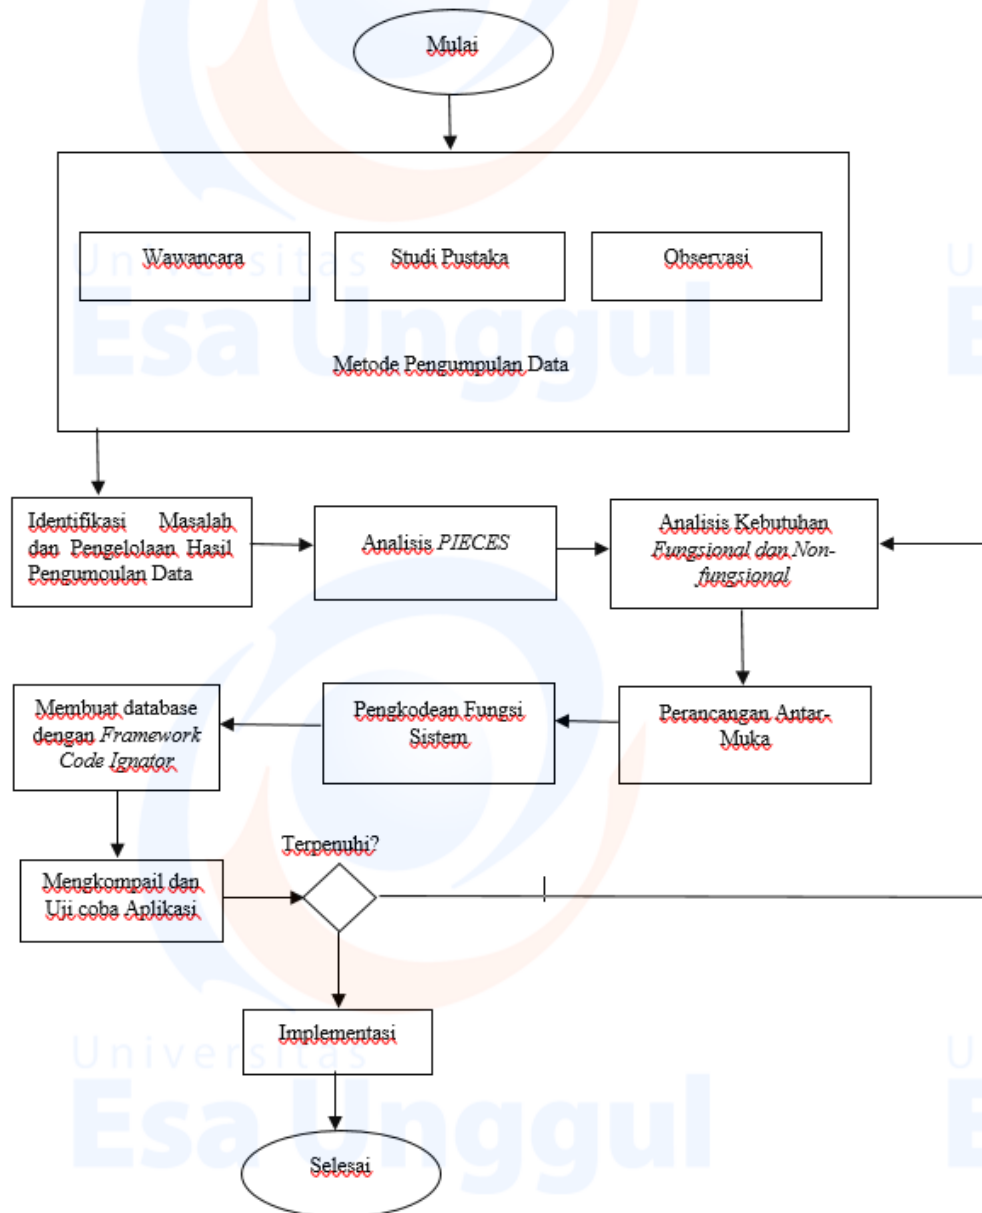 Mulai
Wawancara
Studi Pustaka
Observasi
Universitas
Esa Unggul
Metode Pengumpulan Data
Identifikasi Masalah
dan Pengelolaan Hasil
Pengumoulan Data
Analisis PIECES
Analisis Kebutuhan
Fungsional dan Non-
fungsional
Membuat database
dengan Framework
Code Ignator
Pengkodean Fungsi
Sistem
Perancangan Antar-
Muka
Terpenuhi?
Mengkompail dan
Uji coba Aplikasi
Implementasi
Universitas
Esa Unggul
Selesai